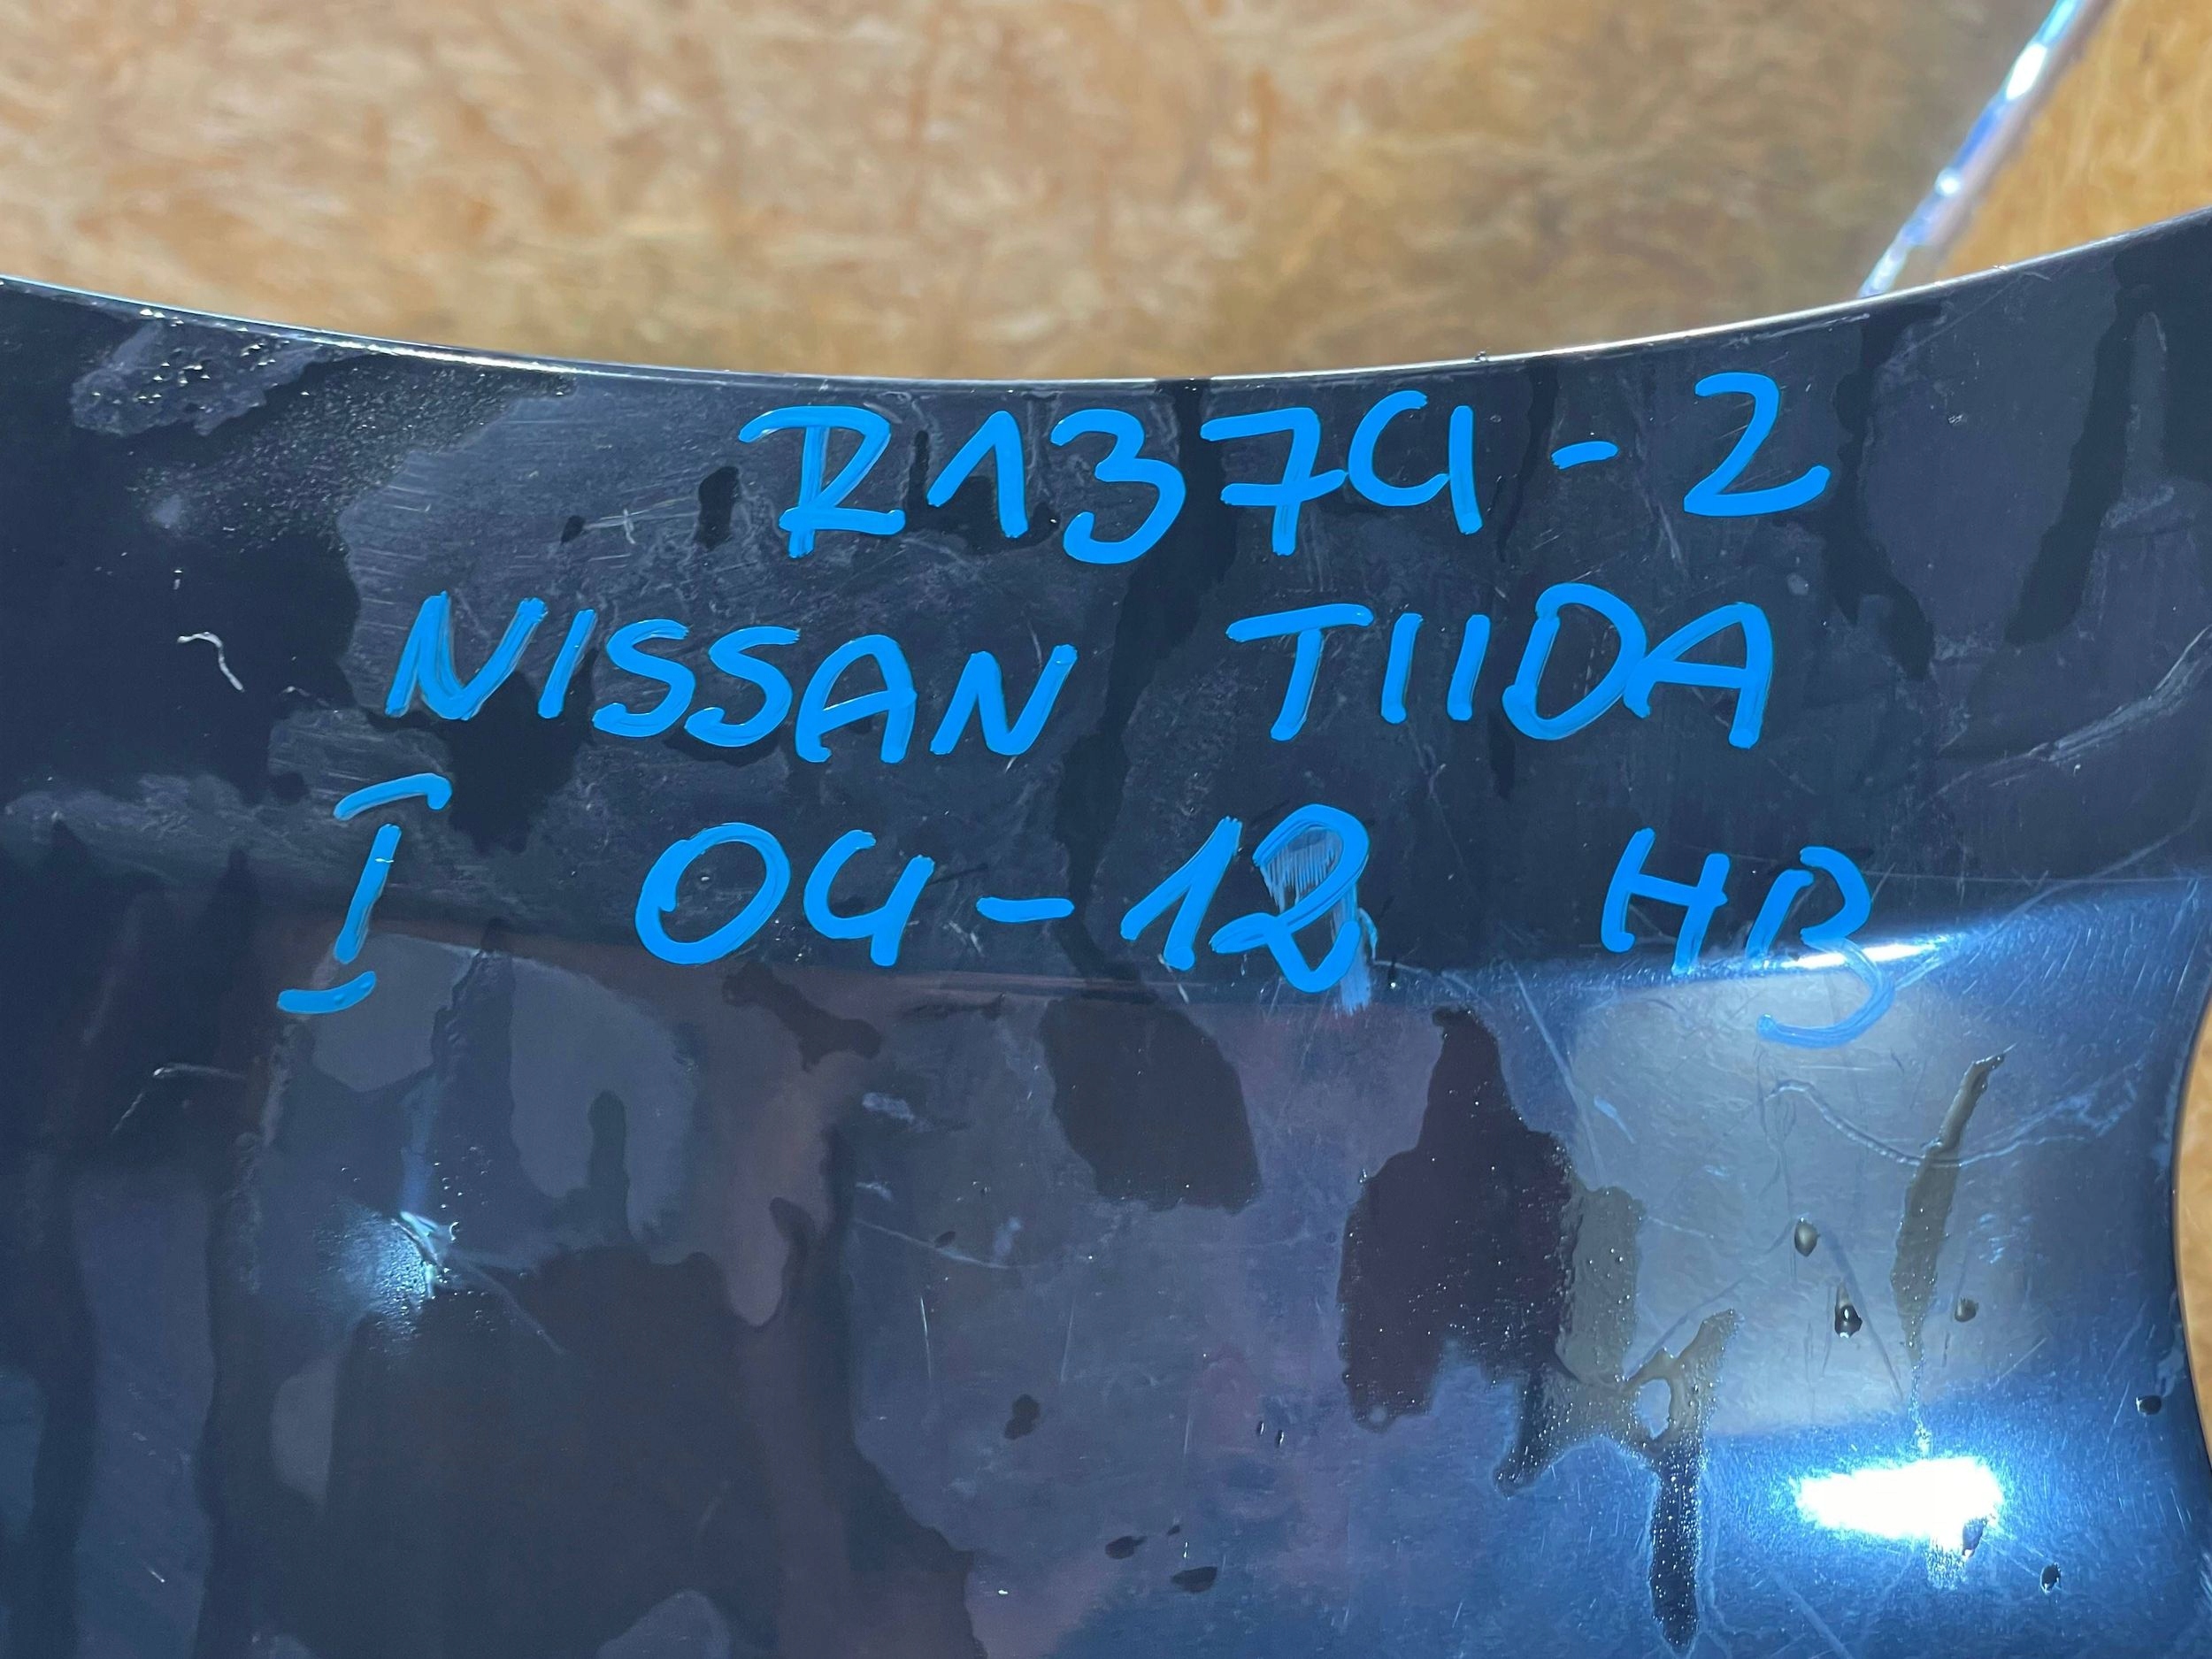 R1379-2
NISSAN TIIDA
I 04-12 HB